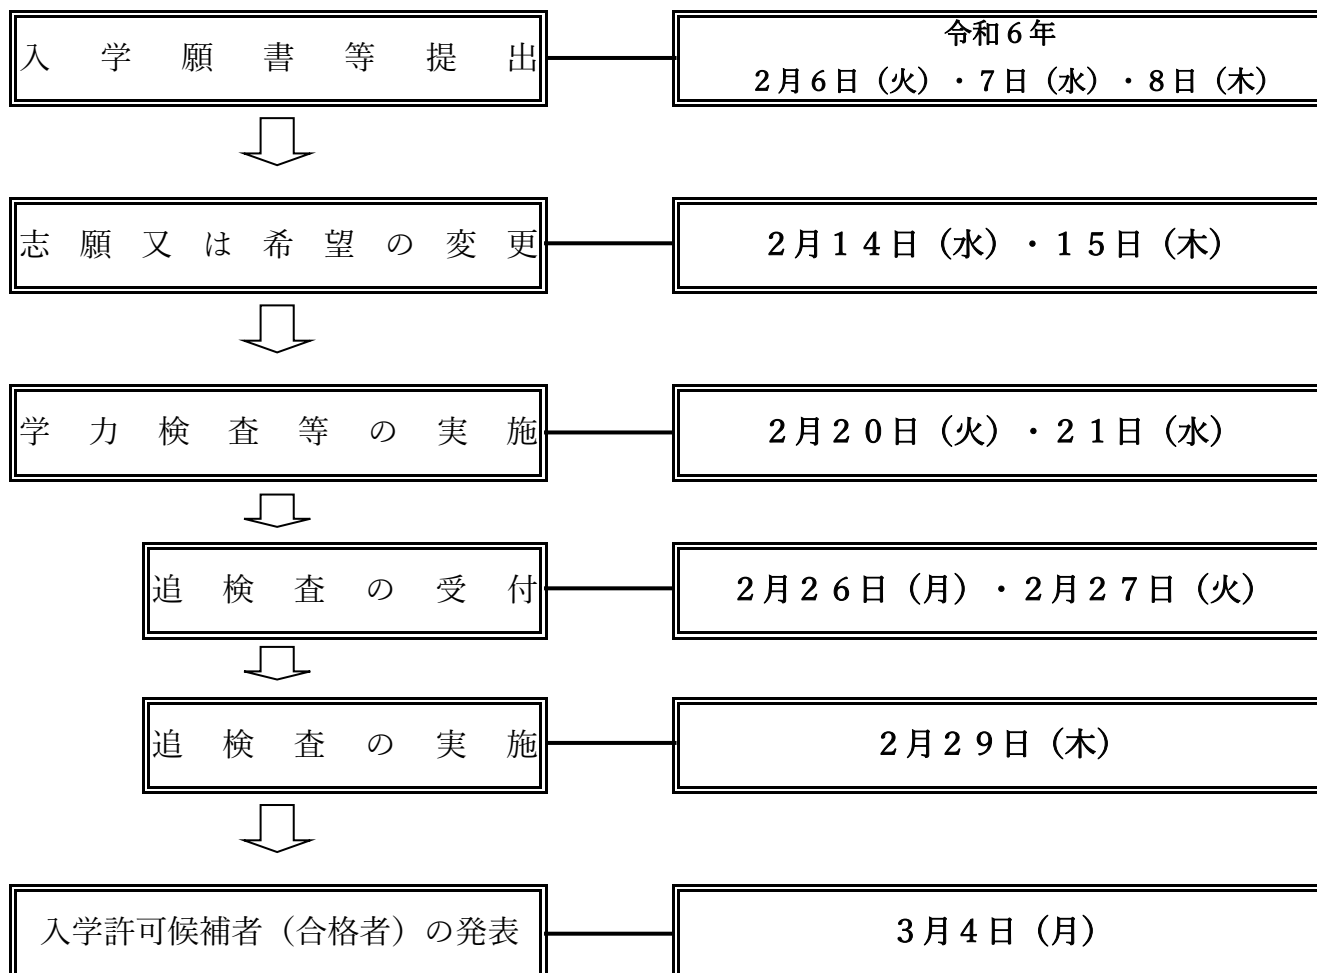 入学願書等提出
令和６年
２月６日（火）・７日（水）・８日（木）
志願又は希望の変更
２月１４日（水）・１５日（木）
学力検査等の実施
２月２０日（火）・２１日（水）
追検査の受付
２月２６日（月）・２月２７日（火）
追検査の実施
２月２９日（木）
入学許可候補者（合格者）の発表
３月４日（月）